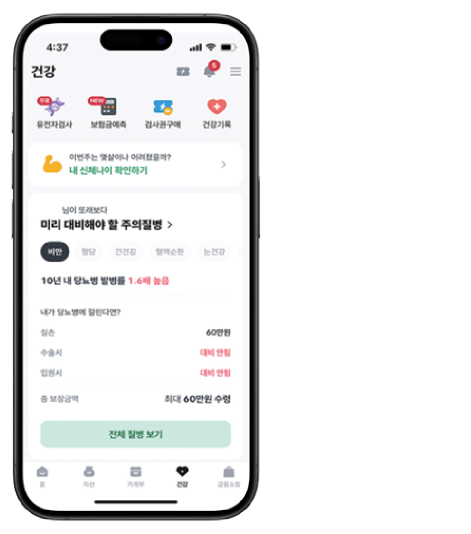 4:37
건강
5
무료
NEW
유전자검사 보험금예측 검사권구매 건강기록
이번주는 몇살이나 어려졌을까?
내 신체나이 확인하기
님이 또래보다
미리 대비해야 할 주의질병 >
비만 혈당 간건강 혈액순환 눈건강
10년 내 당뇨병 발병률 1.6배 높음
내가 당뇨병에 걸린다면?
실손 60만원
수술시 대비 안됨
입원시 대비 안됨
총 보장금액 최대 60만원 수령
전체 질병 보기
홈 자산 가계부 건강 금융쇼핑